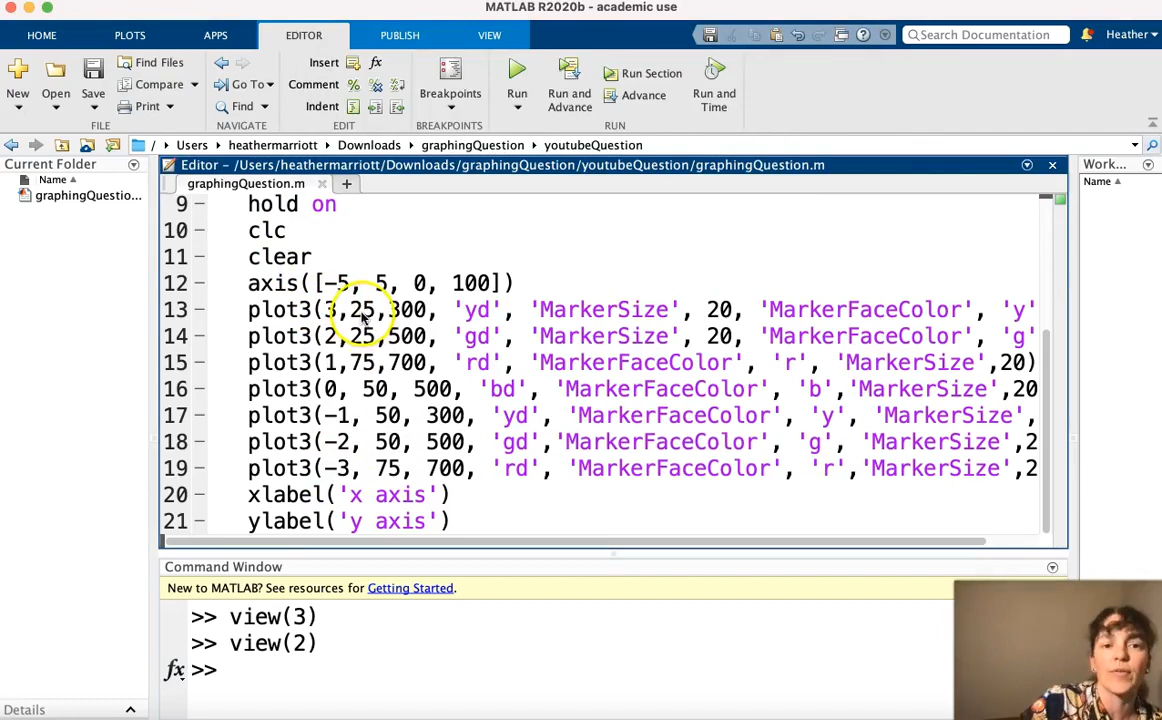 MATLAB R2020b - academic use
HOME PLOTS APPS EDITOR PUBLISH VIEW Search Documentation Heather
New Open Save Find Files Compare Print Go To Find Insert fx Comment Indent Breakpoints Run Run and Advance Run Section Advance Run and Time
FILE NAVIGATE EDIT BREAKPOINTS RUN
/ Users heathermarriott Downloads graphingQuestion youtubeQuestion
Current Folder
Name
graphingQuestio...
Editor - /Users/heathermarriott/Downloads/graphingQuestion/youtubeQuestion/graphingQuestion.m
Work...
Name
graphingQuestion.m
9 - hold on
10 - clc
11 - clear
12 - axis([-5, 5, 0, 100])
13 - plot3(3,25,300, 'yd', 'MarkerSize', 20, 'MarkerFaceColor', 'y'
14 - plot3(2,25,500, 'gd', 'MarkerSize', 20, 'MarkerFaceColor', 'g'
15 - plot3(1,75,700, 'rd', 'MarkerFaceColor', 'r', 'MarkerSize',20)
16 - plot3(0, 50, 500, 'bd', 'MarkerFaceColor', 'b','MarkerSize',20
17 - plot3(-1, 50, 300, 'yd', 'MarkerFaceColor', 'y', 'MarkerSize',
18 - plot3(-2, 50, 500, 'gd','MarkerFaceColor', 'g', 'MarkerSize',2
19 - plot3(-3, 75, 700, 'rd', 'MarkerFaceColor', 'r','MarkerSize',2
20 - xlabel('x axis')
21 - ylabel('y axis')
Command Window
New to MATLAB? See resources for Getting Started.
>> view(3)
>> view(2)
fx >>
Details